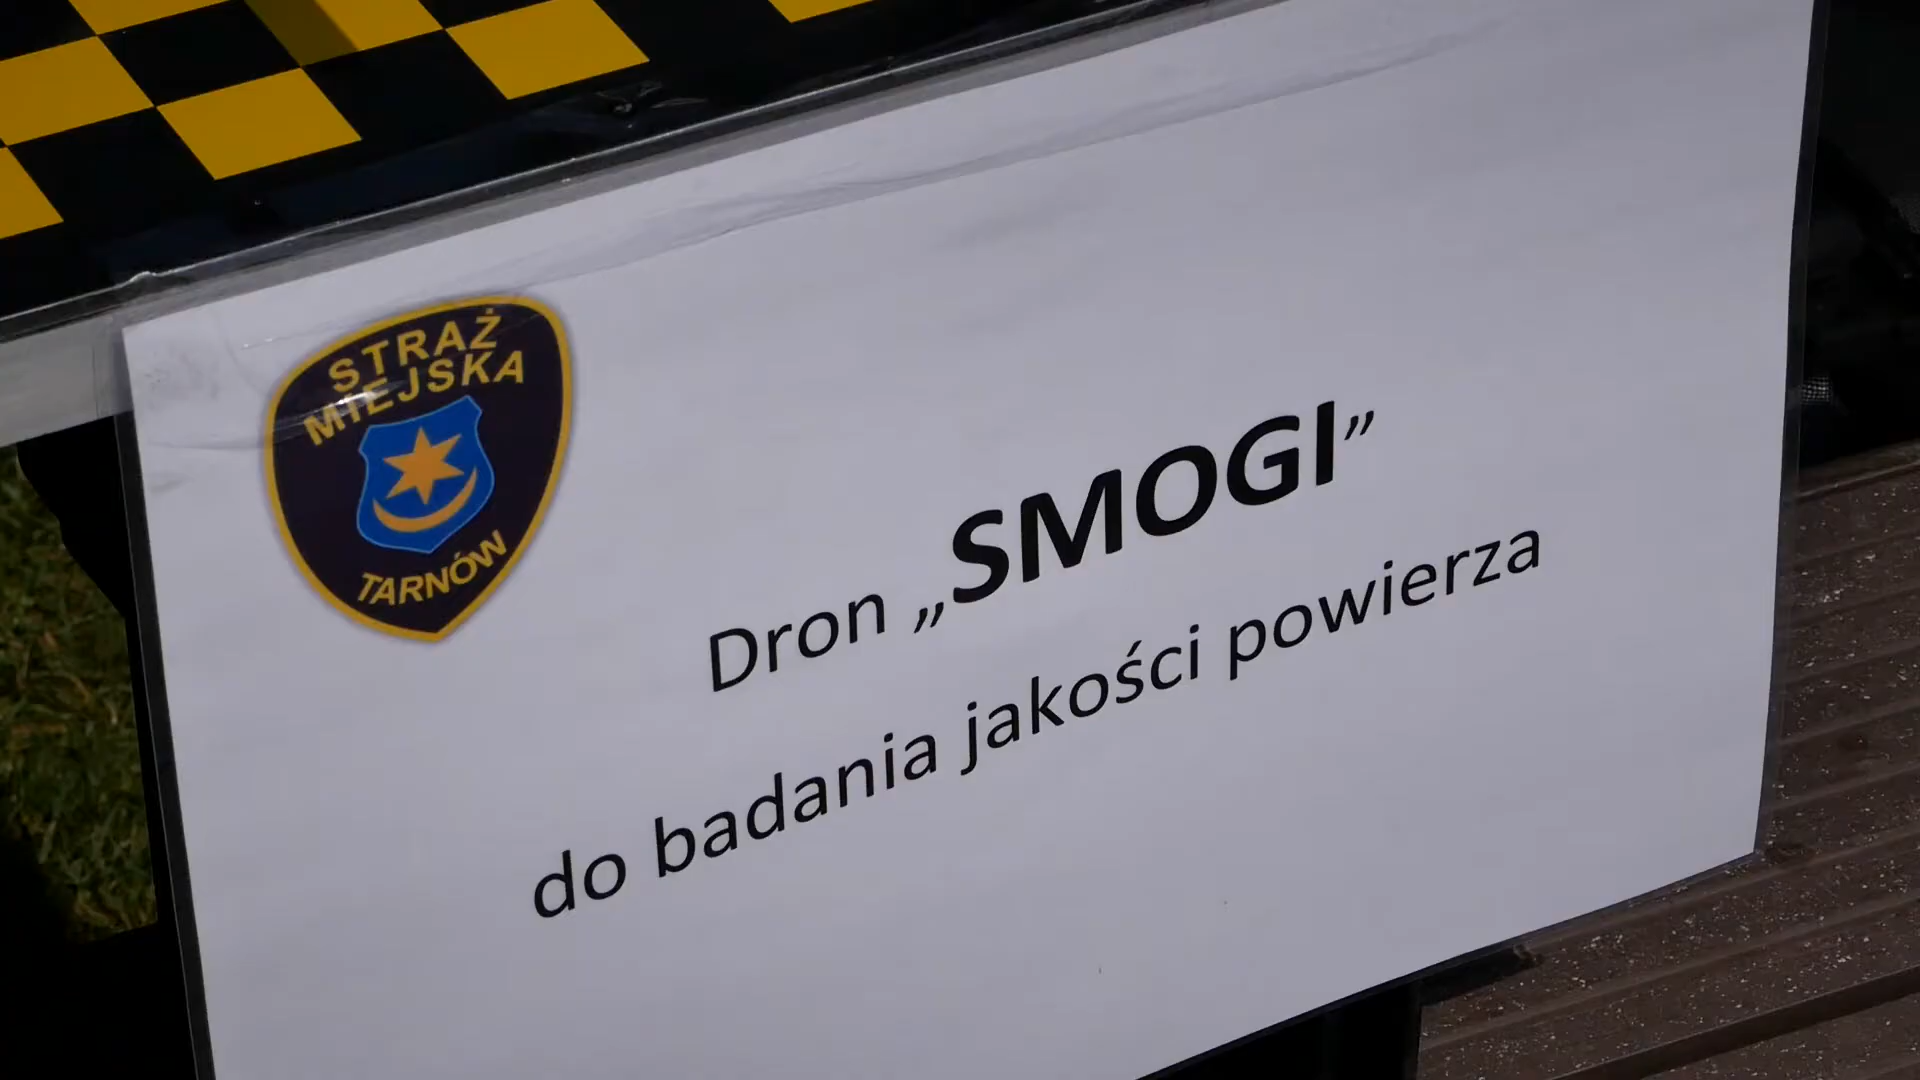 STRAŻ
MIEJSKA
TARNÓW
Dron „SMOGI”
do badania jakości powierza